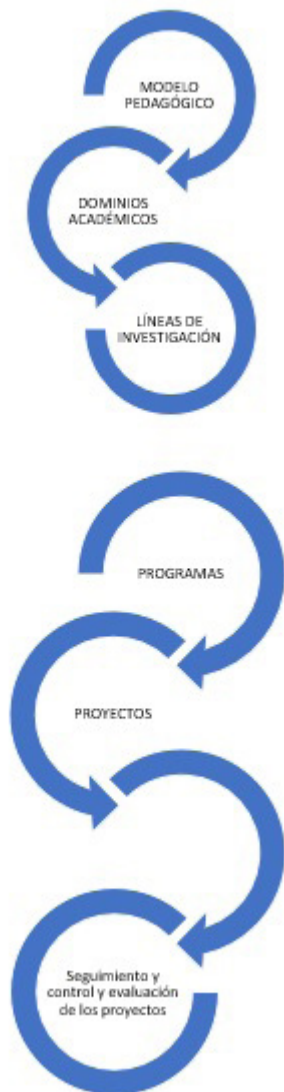 MODELO
PEDAGÓGICO
DOMINIOS
ACADÉMICOS
LÍNEAS DE
INVESTIGACIÓN
PROGRAMAS
PROYECTOS
Seguimiento y
control y evaluación
de los proyectos